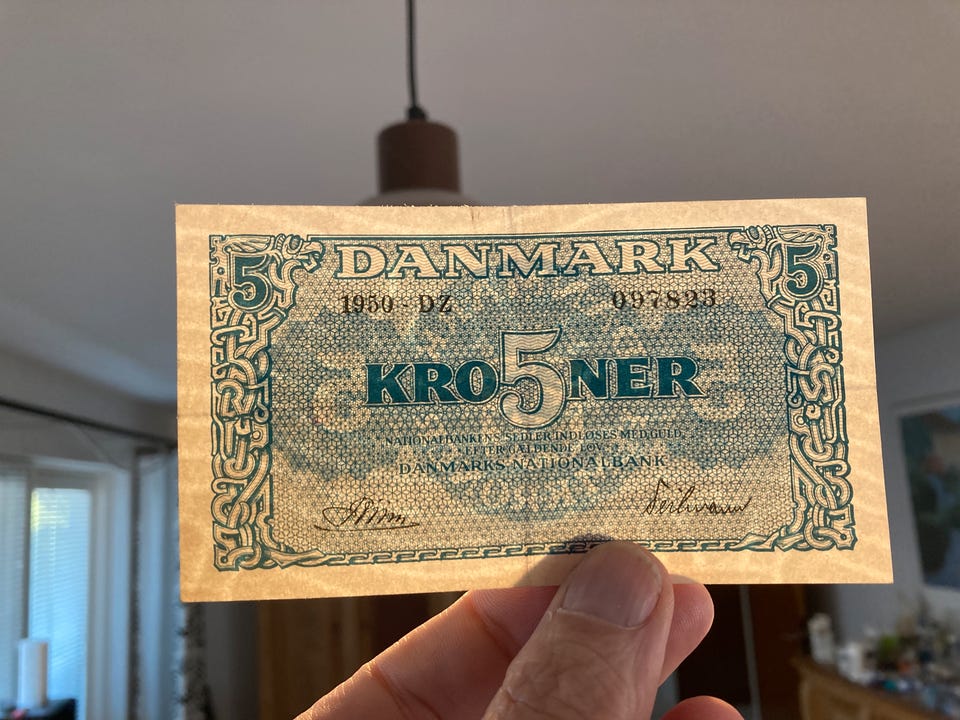 5 DANMARK 5
1950 - DZ 097823
KRO5NER
NATIONALBANKENS SEDLER INDLØSES MED GULD
EFTER GÆLDENDE LOV
DANMARKS NATIONALBANK